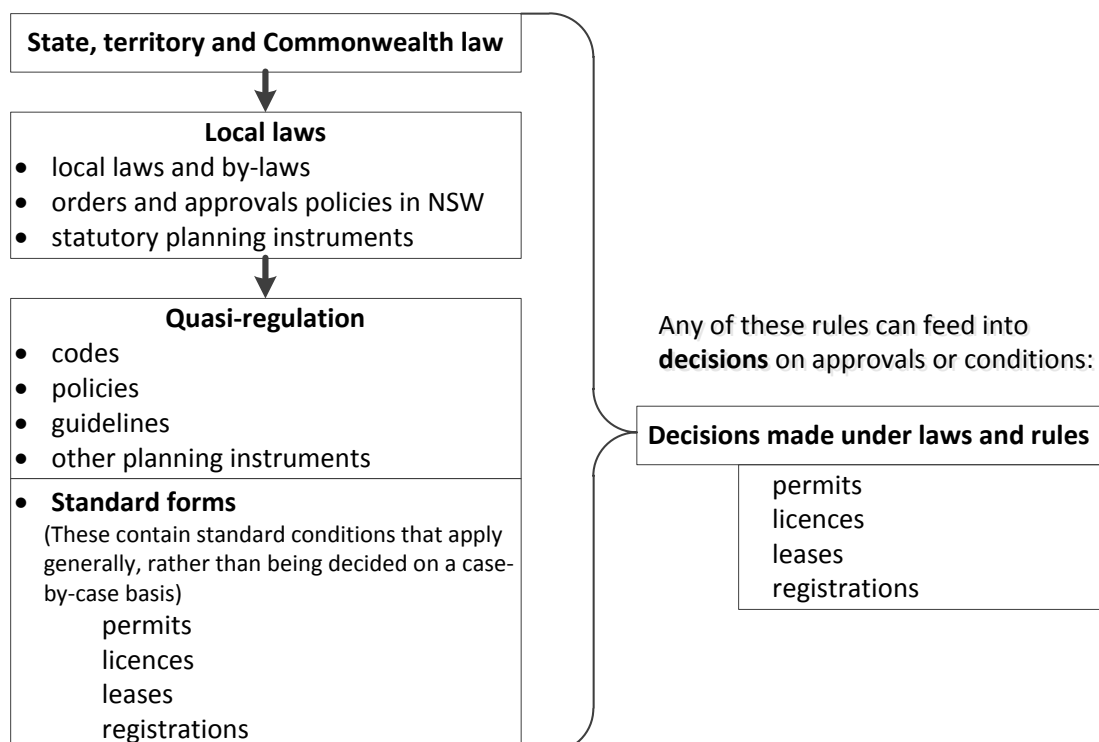 State, territory and Commonwealth law
Local laws
• local laws and by-laws
• orders and approvals policies in NSW
• statutory planning instruments
Quasi-regulation
• codes
• policies
• guidelines
• other planning instruments
• Standard forms
(These contain standard conditions that apply
generally, rather than being decided on a case-
by-case basis)
permits
licences
leases
registrations
Any of these rules can feed into
decisions on approvals or conditions:
Decisions made under laws and rules
permits
licences
leases
registrations